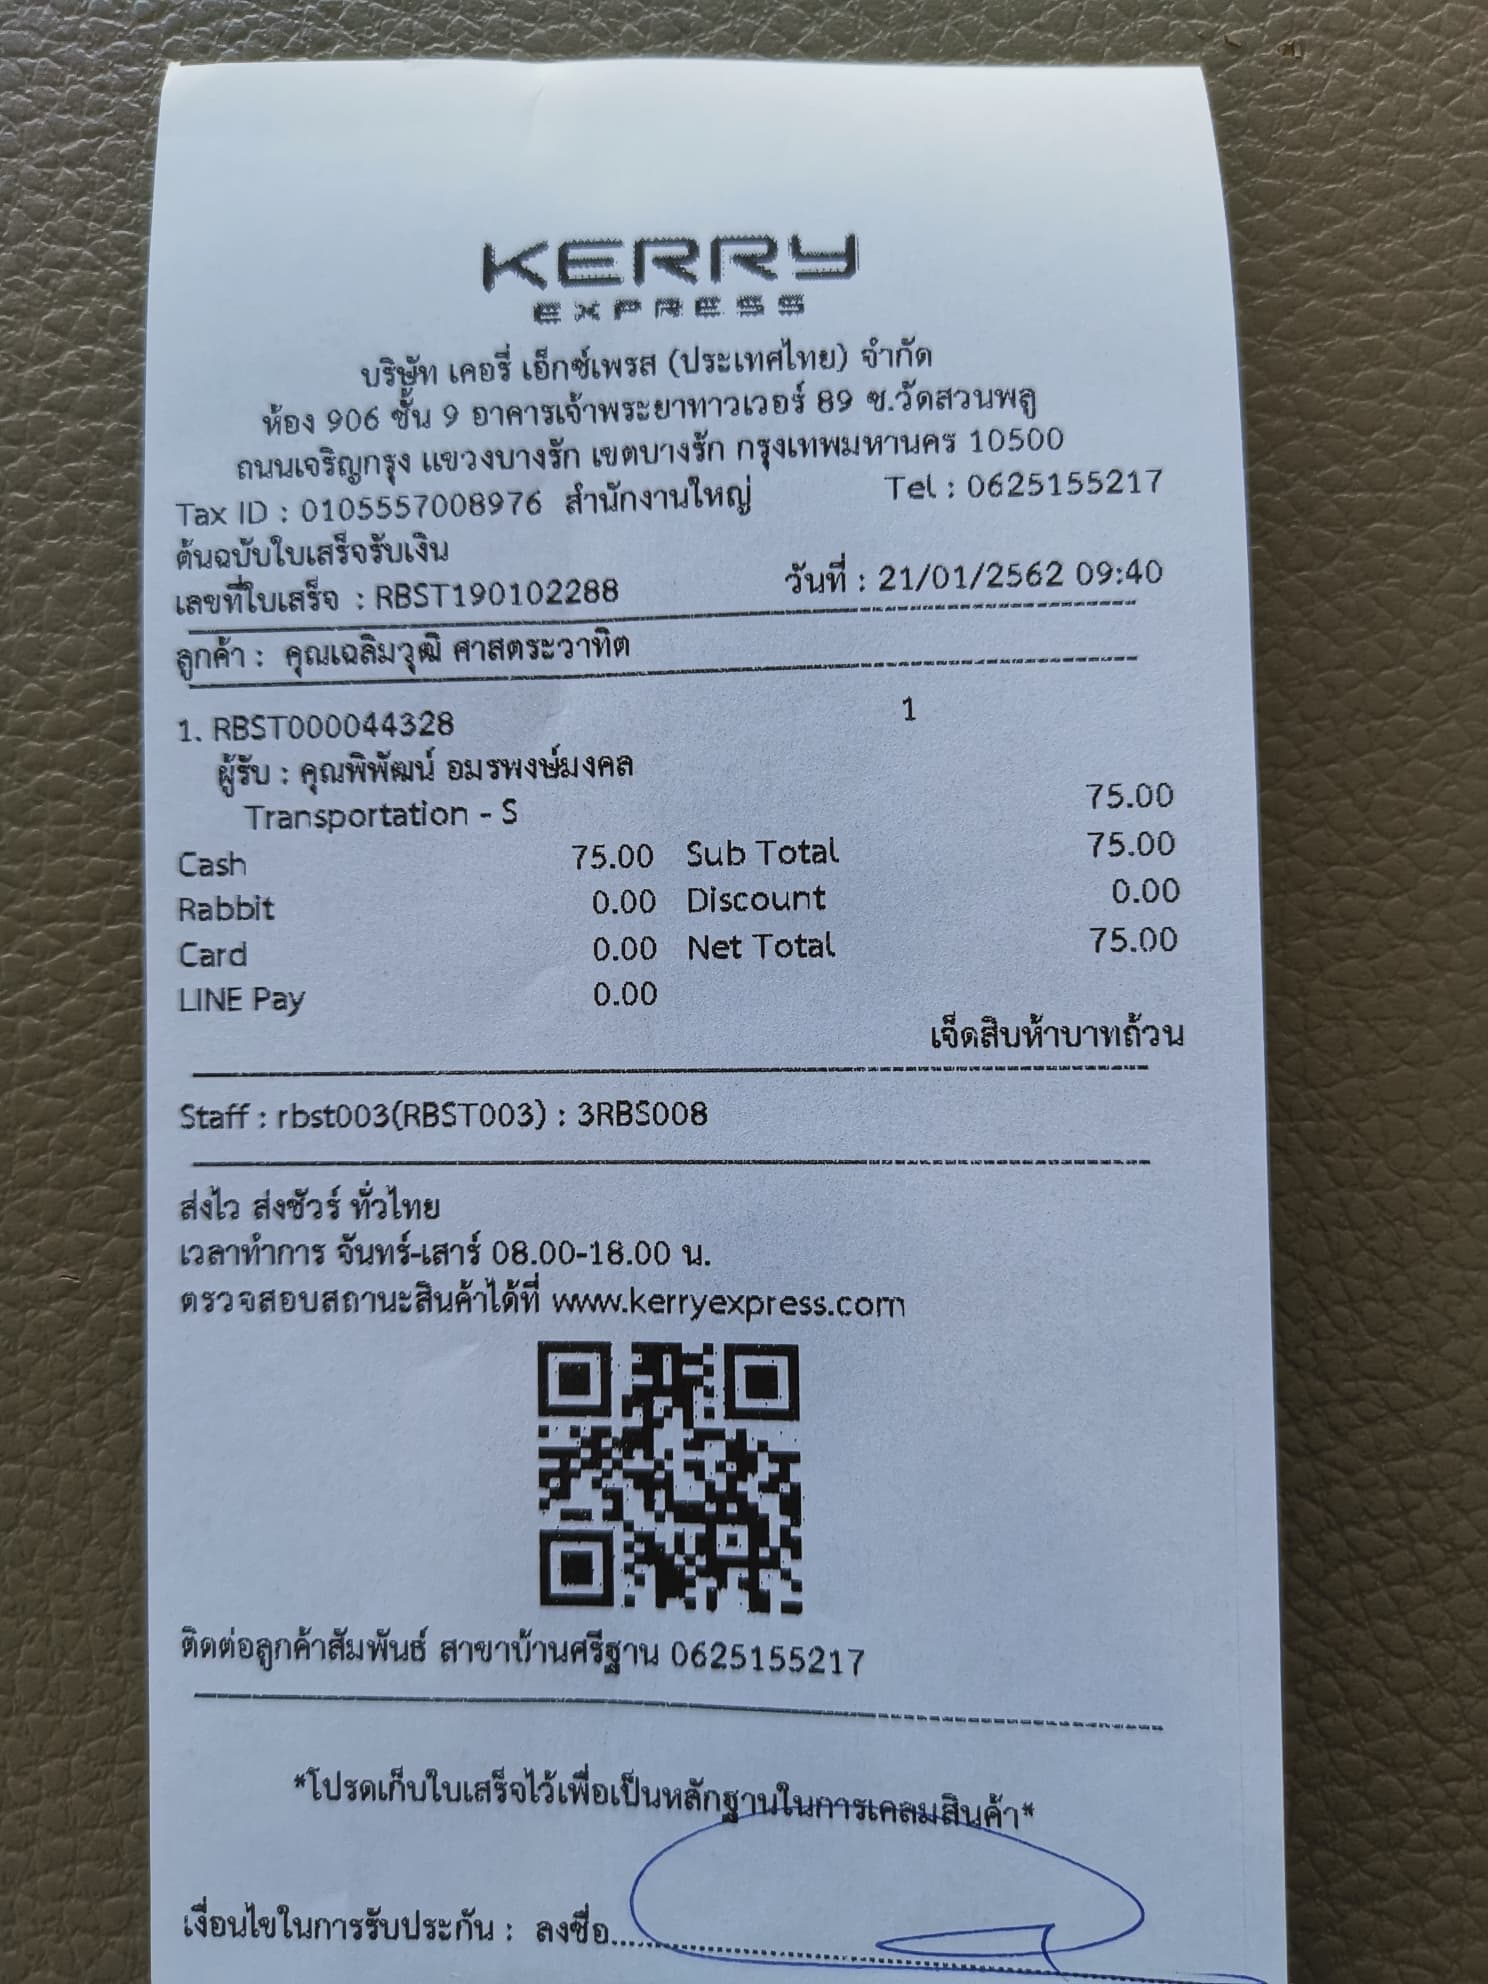 KERRY
EXPRESS
บริษัท เคอรี่ เอ็กซ์เพรส (ประเทศไทย) จำกัด
ห้อง 906 ชั้น 9 อาคารเจ้าพระยาทาวเวอร์ 89 ซ.วัดสวนพลู
ถนนเจริญกรุง แขวงบางรัก เขตบางรัก กรุงเทพมหานคร 10500
Tax ID : 0105557008976 สำนักงานใหญ่ Tel : 0625155217
ต้นฉบับใบเสร็จรับเงิน
เลขที่ใบเสร็จ : RBST190102288 วันที่ : 21/01/2562 09:40
ลูกค้า : คุณเฉลิมวุฒิ ศาสตระวาทิต
1. RBST000044328 1
ผู้รับ : คุณพิพัฒน์ อมรพงษ์มงคล
Transportation - S 75.00
Cash 75.00 Sub Total 75.00
Rabbit 0.00 Discount 0.00
Card 0.00 Net Total 75.00
LINE Pay 0.00
เจ็ดสิบห้าบาทถ้วน
Staff : rbst003(RBST003) : 3RBS008
ส่งไว ส่งชัวร์ ทั่วไทย
เวลาทำการ จันทร์-เสาร์ 08.00-18.00 น.
ตรวจสอบสถานะสินค้าได้ที่ www.kerryexpress.com
ติดต่อลูกค้าสัมพันธ์ สาขาบ้านศรีฐาน 0625155217
*โปรดเก็บใบเสร็จไว้เพื่อเป็นหลักฐานในการเคลมสินค้า*
เงื่อนไขในการรับประกัน : ลงชื่อ